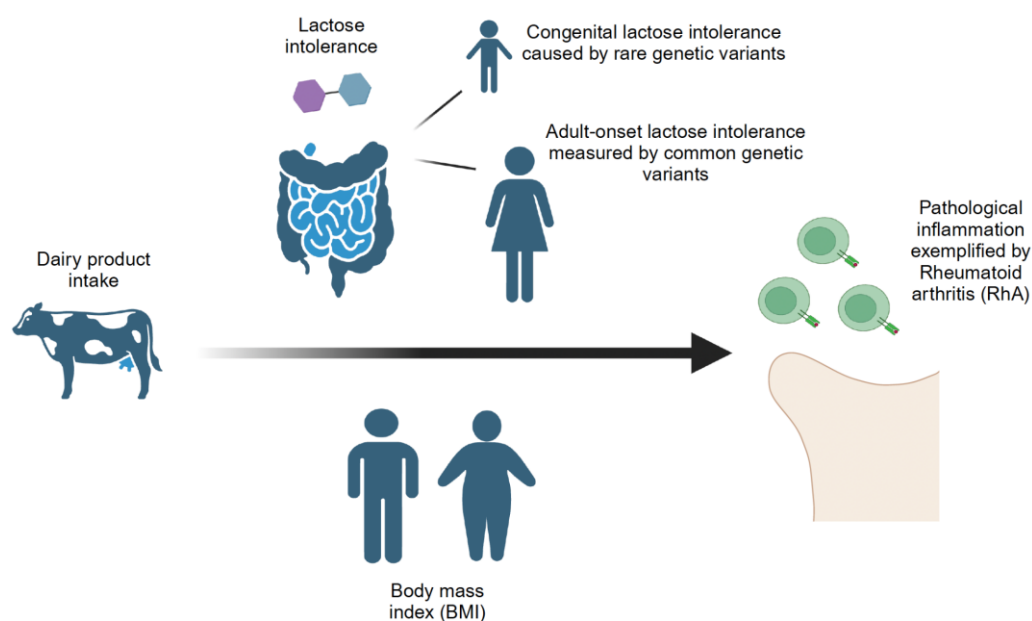 Lactose
intolerance
Congenital lactose intolerance
caused by rare genetic variants
Adult-onset lactose intolerance
measured by common genetic
variants
Dairy product
intake
Pathological
inflammation
exemplified by
Rheumatoid
arthritis (RhA)
Body mass
index (BMI)